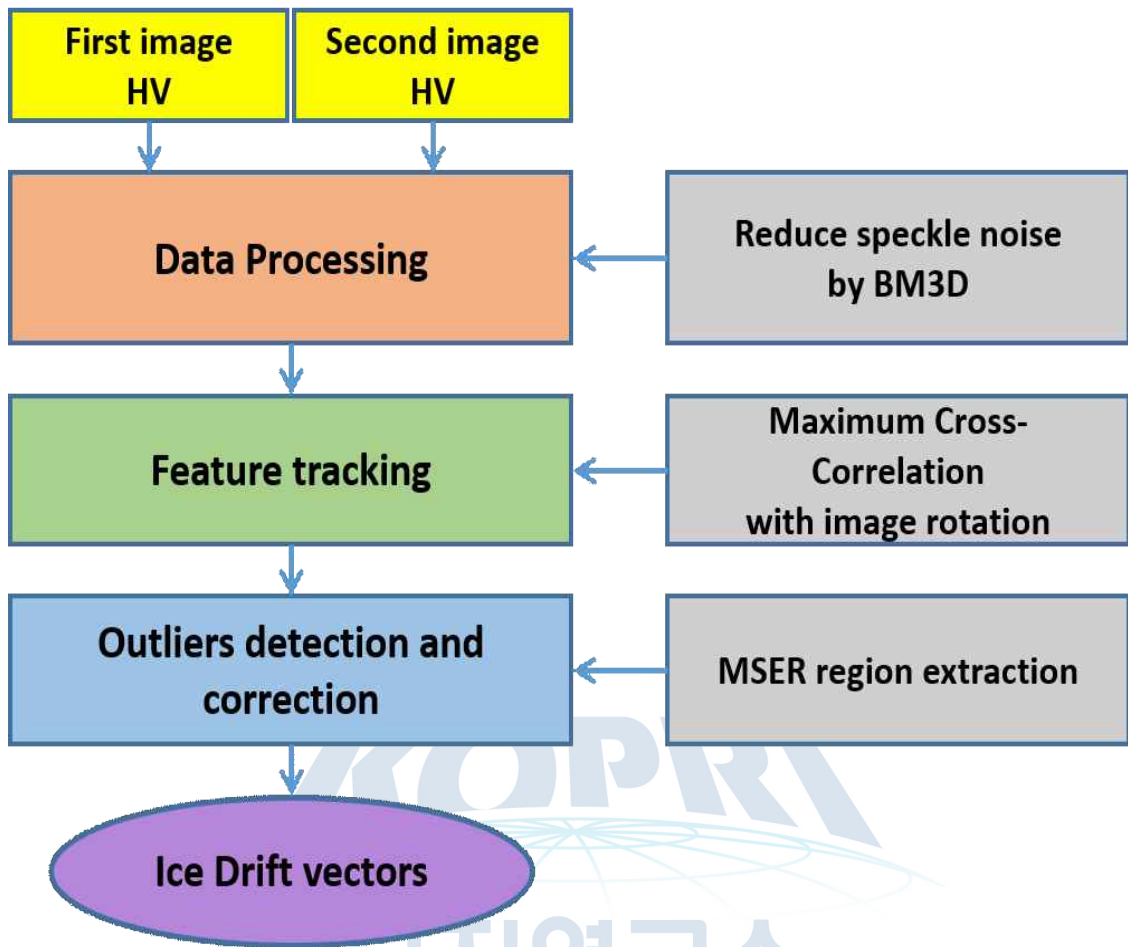 First image
HV
Second image
HV
Data Processing
Reduce speckle noise
by BM3D
Feature tracking
Maximum Cross-
Correlation
with image rotation
Outliers detection and
correction
MSER region extraction
KOPRI
Ice Drift vectors